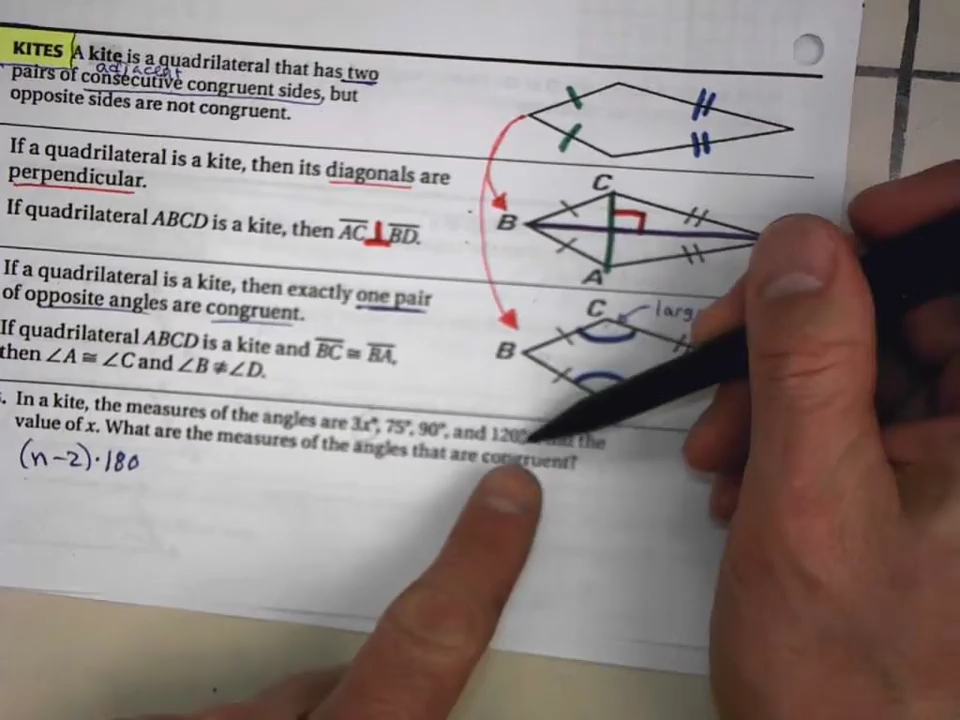 KITES A kite is a quadrilateral that has two
adjacent
pairs of consecutive congruent sides, but
opposite sides are not congruent.
If a quadrilateral is a kite, then its diagonals are
perpendicular.
If quadrilateral ABCD is a kite, then AC ⊥ BD.
C
B
A
If a quadrilateral is a kite, then exactly one pair
of opposite angles are congruent.
If quadrilateral ABCD is a kite and BC ≅ BA,
then ∠A ≅ ∠C and ∠B ≇ ∠D.
C
B
. In a kite, the measures of the angles are 3x°, 75°, 90°, and 120°. the
value of x. What are the measures of the angles that are congruent?
(n-2)·180